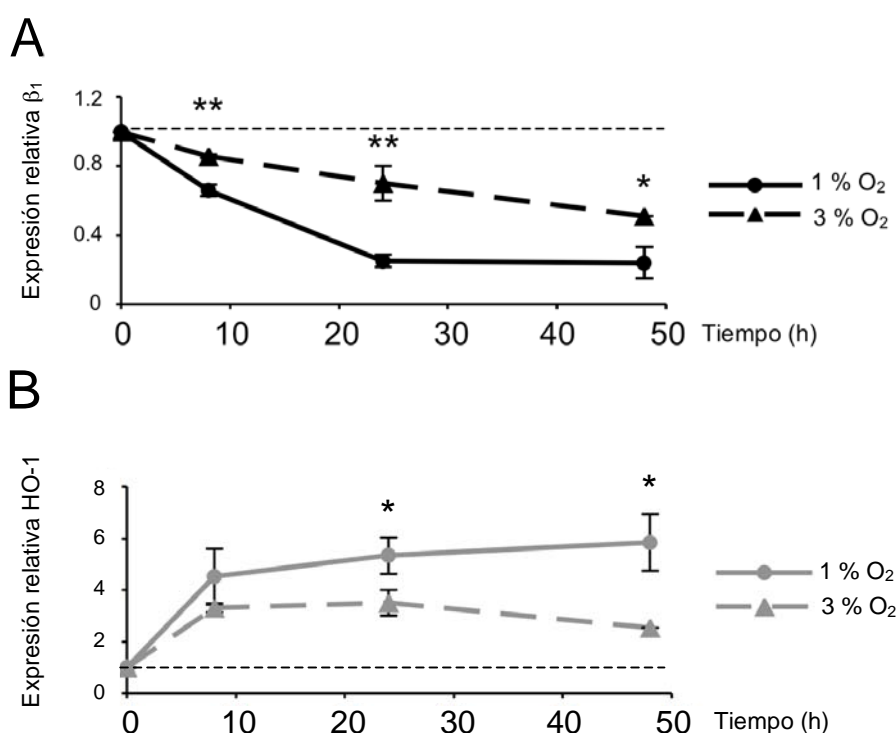 A
Expresión relativa β1
1.2
0.8
0.4
0
**
**
*
1 % O2
3 % O2
0 10 20 30 40 50 Tiempo (h)
B
Expresión relativa HO-1
8
6
4
2
0
*
*
1 % O2
3 % O2
0 10 20 30 40 50 Tiempo (h)